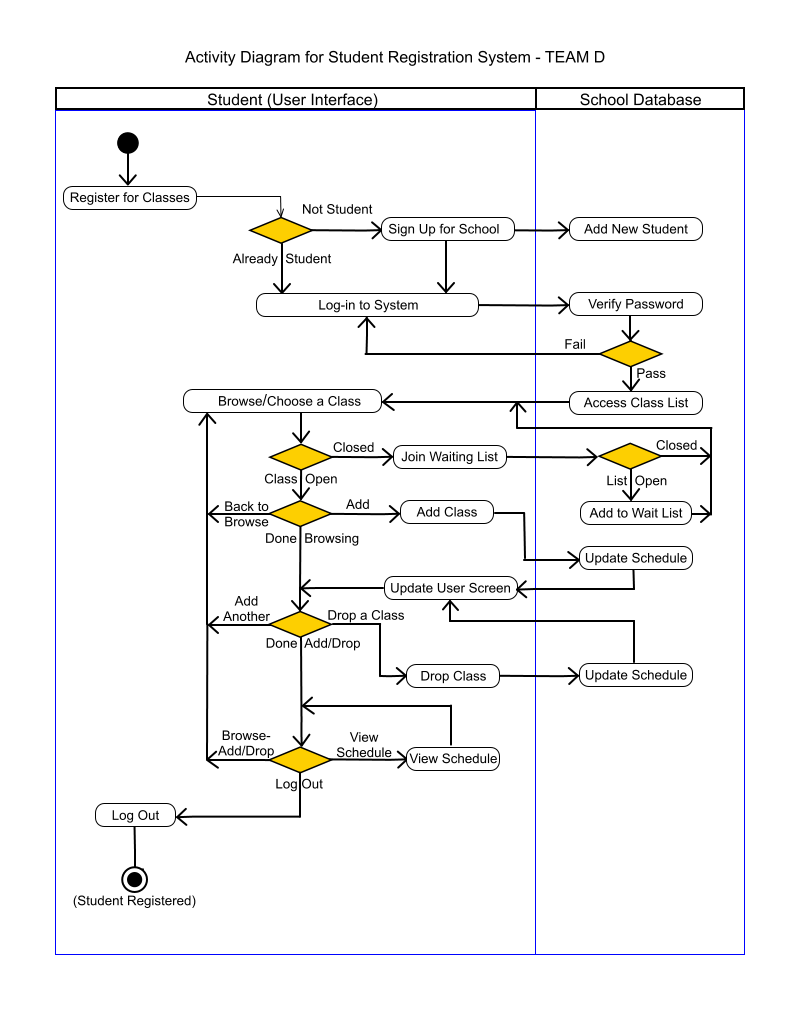 Activity Diagram for Student Registration System - TEAM D
Student (User Interface)
School Database
Register for Classes
Not Student
Sign Up for School
Add New Student
Already Student
Log-in to System
Verify Password
Fail
Pass
Browse/Choose a Class
Access Class List
Closed
Join Waiting List
Closed
Class Open
List Open
Back to
Browse
Add
Add Class
Add to Wait List
Done Browsing
Update Schedule
Update User Screen
Add
Another
Drop a Class
Done Add/Drop
Drop Class
Update Schedule
Browse-
Add/Drop
View
Schedule
View Schedule
Log Out
Log Out
(Student Registered)